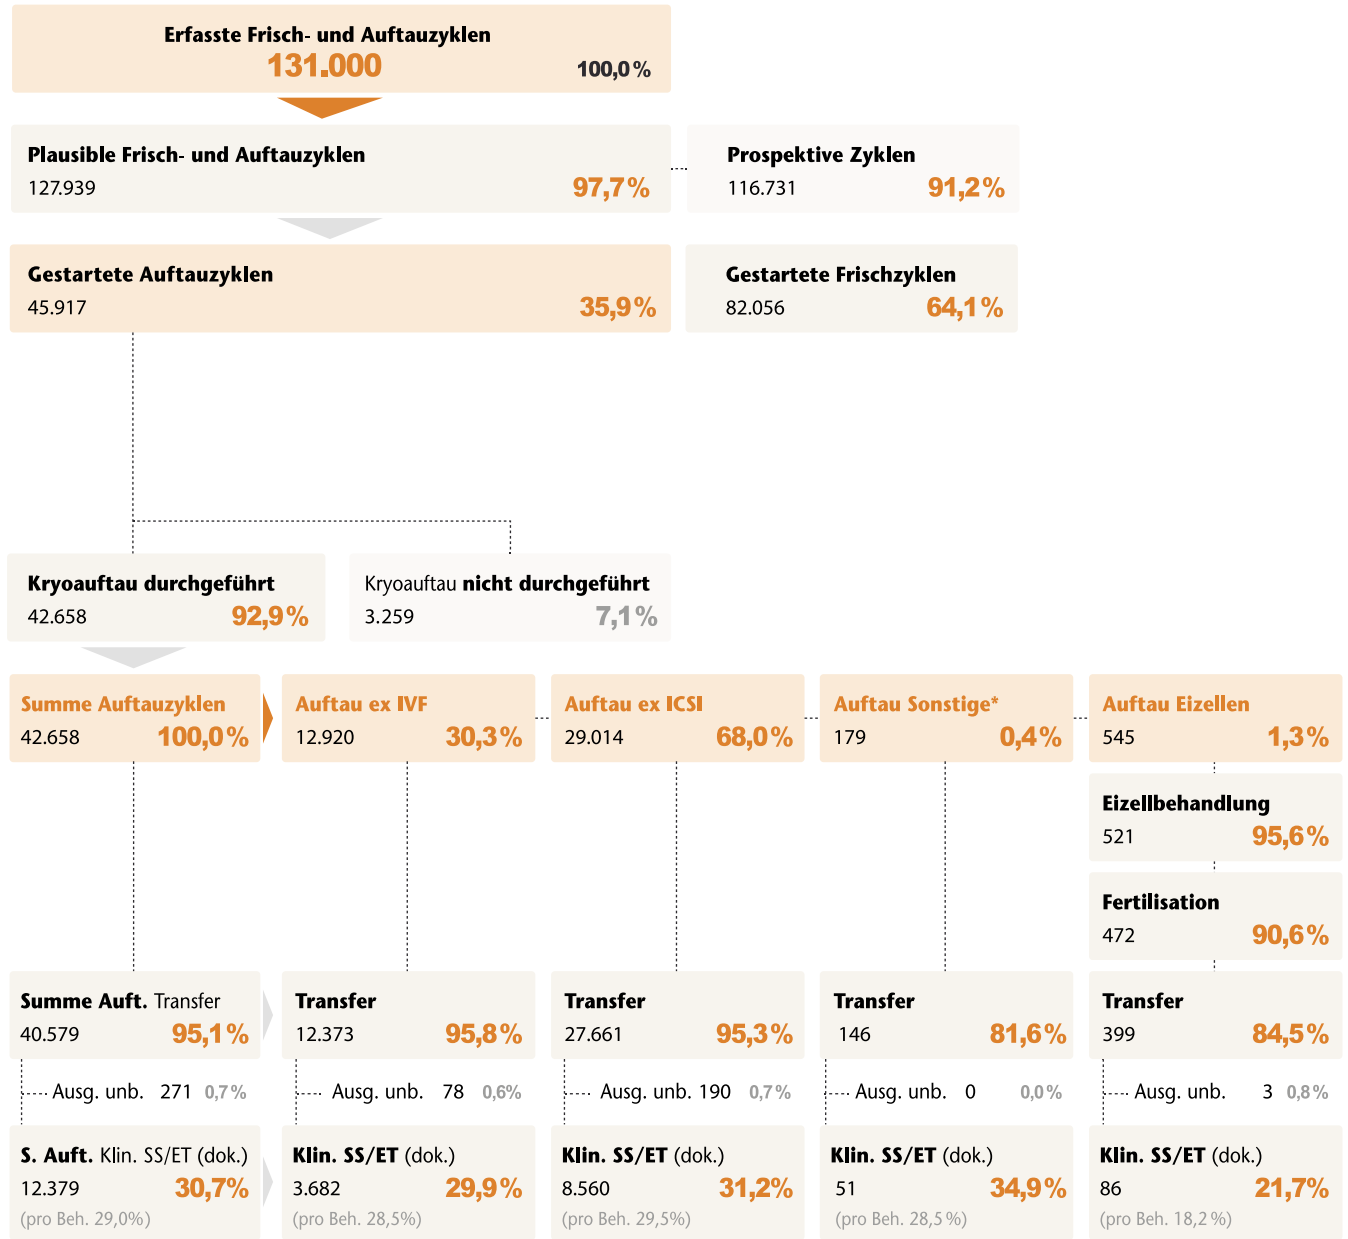 Erfasste Frisch- und Auftauzyklen
131.000 100,0 %
Plausible Frisch- und Auftauzyklen
127.939 97,7 %
Prospektive Zyklen
116.731 91,2 %
Gestartete Auftauzyklen
45.917 35,9 %
Gestartete Frischzyklen
82.056 64,1 %
Kryoauftau durchgeführt
42.658 92,9 %
Kryoauftau nicht durchgeführt
3.259 7,1 %
Summe Auftauzyklen
42.658 100,0 %
Auftau ex IVF
12.920 30,3 %
Auftau ex ICSI
29.014 68,0 %
Auftau Sonstige*
179 0,4 %
Auftau Eizellen
545 1,3 %
Eizellbehandlung
521 95,6 %
Fertilisation
472 90,6 %
Summe Auft. Transfer
40.579 95,1 %
Transfer
12.373 95,8 %
Transfer
27.661 95,3 %
Transfer
146 81,6 %
Transfer
399 84,5 %
Ausg. unb. 271 0,7 %
Ausg. unb. 78 0,6%
Ausg. unb. 190 0,7 %
Ausg. unb. 0 0,0 %
Ausg. unb. 3 0,8 %
S. Auft. Klin. SS/ET (dok.)
12.379 30,7%
(pro Beh. 29,0%)
Klin. SS/ET (dok.)
3.682 29,9%
(pro Beh. 28,5%)
Klin. SS/ET (dok.)
8.560 31,2 %
(pro Beh. 29,5%)
Klin. SS/ET (dok.)
51 34,9 %
(pro Beh. 28,5 %)
Klin. SS/ET (dok.)
86 21,7%
(pro Beh. 18,2 %)